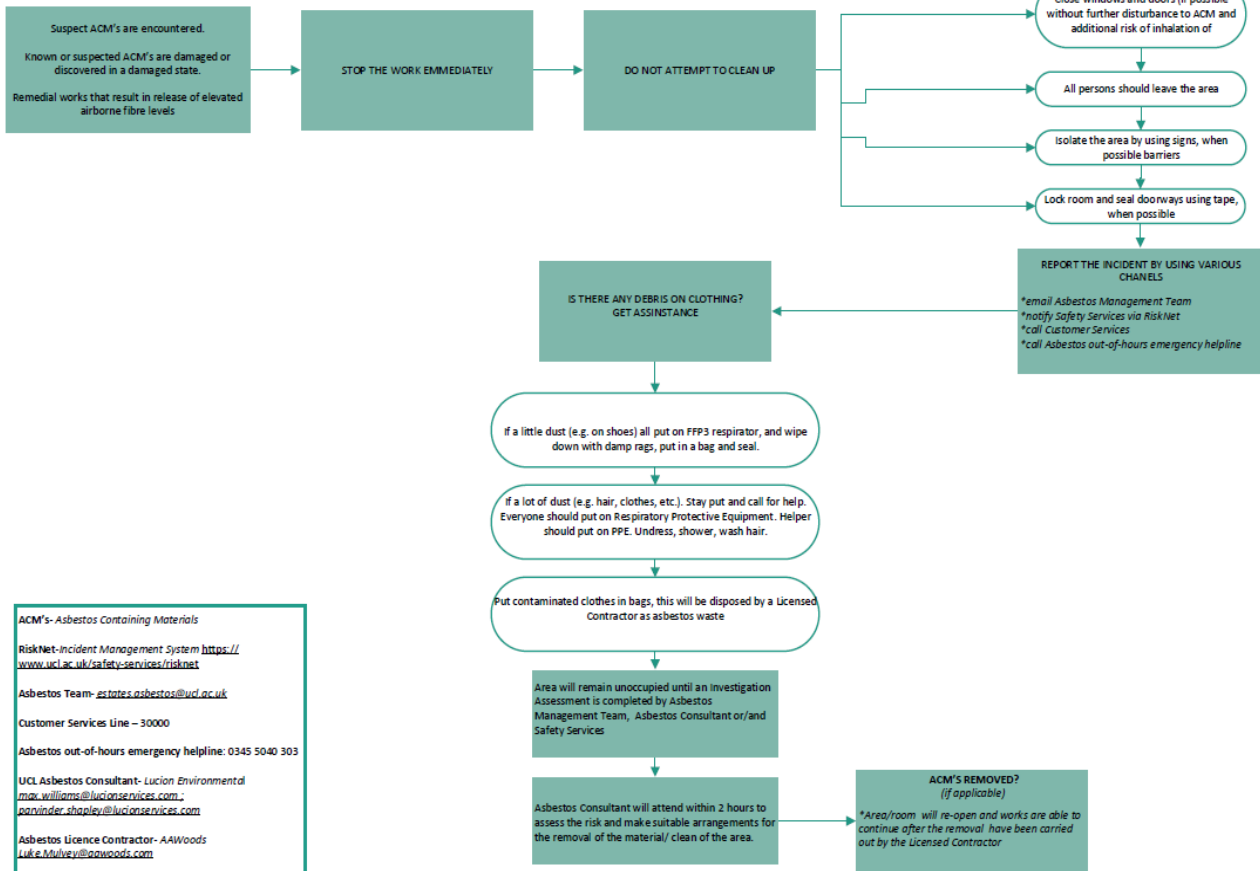 Suspect ACM's are encountered.
Known or suspected ACM's are damaged or
discovered in a damaged state.
Remedial works that result in release of elevated
airborne fibre levels
STOP THE WORK EMMEDIATELY
DO NOT ATTEMPT TO CLEAN UP
Close windows and doors (if possible
without further disturbance to ACM and
additional risk of inhalation of
All persons should leave the area
Isolate the area by using signs, when
possible barriers
Lock room and seal doorways using tape,
when possible
REPORT THE INCIDENT BY USING VARIOUS
CHANELS
*email Asbestos Management Team
*notify Safety Services via RiskNet
*call Customer Services
*call Asbestos out-of-hours emergency helpline
IS THERE ANY DEBRIS ON CLOTHING?
GET ASSINSTANCE
If a little dust (e.g. on shoes) all put on FFP3 respirator, and wipe
down with damp rags, put in a bag and seal.
If a lot of dust (e.g. hair, clothes, etc.). Stay put and call for help.
Everyone should put on Respiratory Protective Equipment. Helper
should put on PPE. Undress, shower, wash hair.
Put contaminated clothes in bags, this will be disposed by a Licensed
Contractor as asbestos waste
Area will remain unoccupied until an Investigation
Assessment is completed by Asbestos
Management Team, Asbestos Consultant or/and
Safety Services
Asbestos Consultant will attend within 2 hours to
assess the risk and make suitable arrangements for
the removal of the material/ clean of the area.
ACM'S REMOVED?
(if applicable)
*Area/room will re-open and works are able to
continue after the removal have been carried
out by the Licensed Contractor
ACM's- Asbestos Containing Materials
RiskNet-Incident Management System https://
www.ucl.ac.uk/safety-services/risknet
Asbestos Team- estates.asbestos@ucl.ac.uk
Customer Services Line – 30000
Asbestos out-of-hours emergency helpline: 0345 5040 303
UCL Asbestos Consultant- Lucion Environmental
max.williams@lucionservices.com ;
parvinder.shapley@lucionservices.com
Asbestos Licence Contractor- AAWoods
Luke.Mulvey@aawoods.com